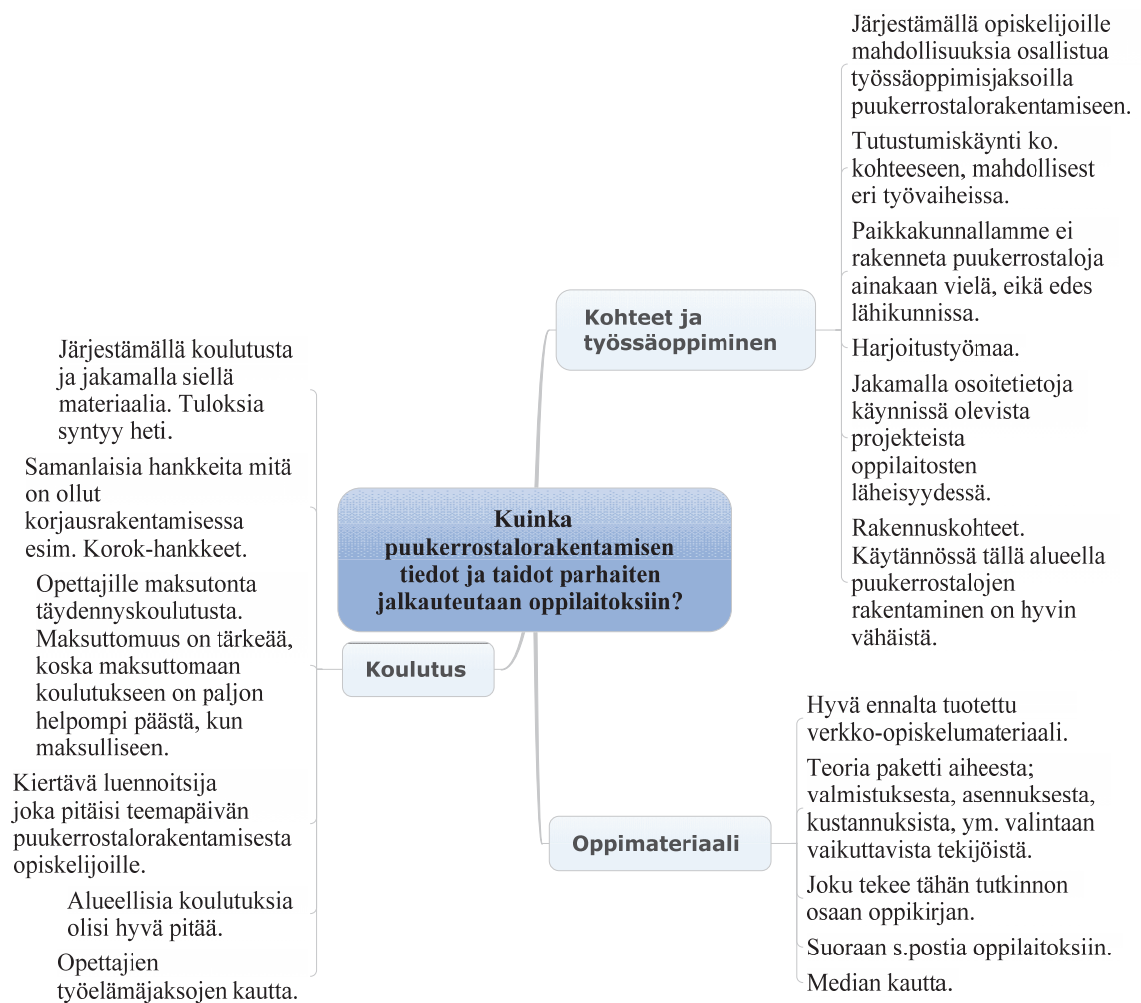 Kuinka
puukerrostalorakentamisen
tiedot ja taidot parhaiten
jalkauteutaan oppilaitoksiin?
Kohteet ja
työssäoppiminen
Järjestämällä opiskelijoille
mahdollisuuksia osallistua
työssäoppimisjaksoilla
puukerrostalorakentamiseen.
Tutustumiskäynti ko.
kohteeseen, mahdollisest
eri työvaiheissa.
Paikkakunnallamme ei
rakenneta puukerrostaloja
ainakaan vielä, eikä edes
lähikunnissa.
Harjoitustyömaa.
Jakamalla osoitetietoja
käynnissä olevista
projekteista
oppilaitosten
läheisyydessä.
Rakennuskohteet.
Käytännössä tällä alueella
puukerrostalojen
rakentaminen on hyvin
vähäistä.
Oppimateriaali
Hyvä ennalta tuotettu
verkko-opiskelumateriaali.
Teoria paketti aiheesta;
valmistuksesta, asennuksesta,
kustannuksista, ym. valintaan
vaikuttavista tekijöistä.
Joku tekee tähän tutkinnon
osaan oppikirjan.
Suoraan s.postia oppilaitoksiin.
Median kautta.
Koulutus
Järjestämällä koulutusta
ja jakamalla siellä
materiaalia. Tuloksia
syntyy heti.
Samanlaisia hankkeita mitä
on ollut
korjausrakentamisessa
esim. Korok-hankkeet.
Opettajille maksutonta
täydennyskoulutusta.
Maksuttomuus on tärkeää,
koska maksuttomaan
koulutukseen on paljon
helpompi päästä, kun
maksulliseen.
Kiertävä luennoitsija
joka pitäisi teemapäivän
puukerrostalorakentamisesta
opiskelijoille.
Alueellisia koulutuksia
olisi hyvä pitää.
Opettajien
työelämäjaksojen kautta.